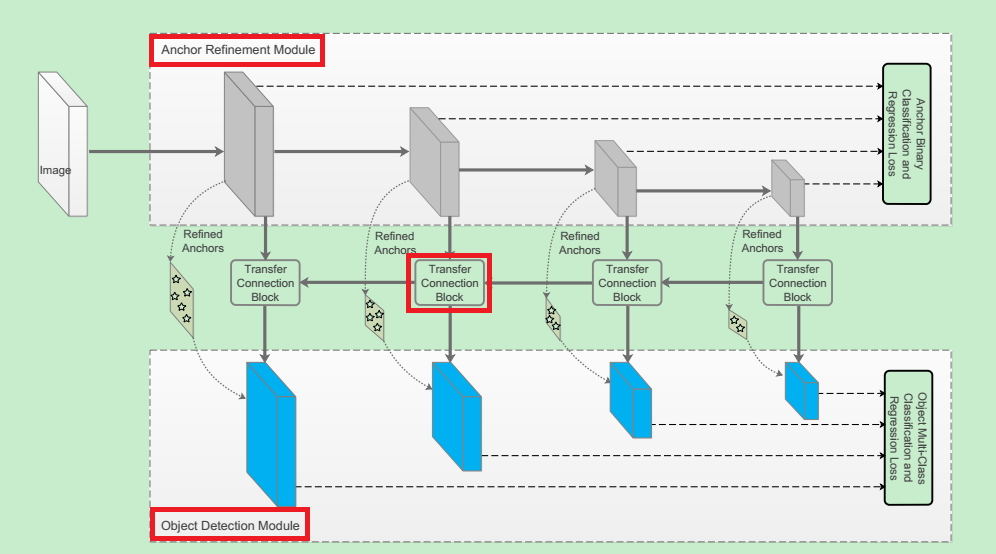 Anchor Refinement Module
Anchor Binary
Classification and
Regression Loss
Image
Refined
Anchors
Refined
Anchors
Refined
Anchors
Refined
Anchors
Transfer
Connection
Block
Transfer
Connection
Block
Transfer
Connection
Block
Transfer
Connection
Block
Object Multi-Class
Classification and
Regression Loss
Object Detection Module